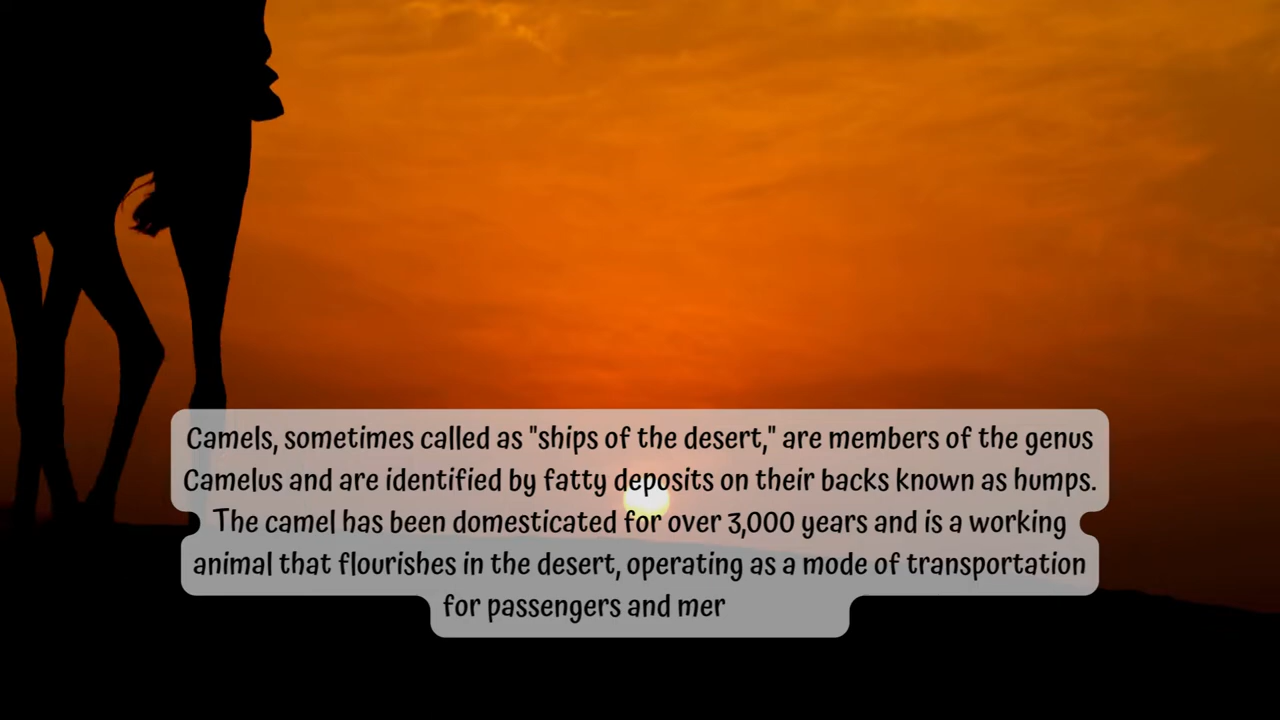 Camels, sometimes called as "ships of the desert," are members of the genus
Camelus and are identified by fatty deposits on their backs known as humps.
The camel has been domesticated for over 3,000 years and is a working
animal that flourishes in the desert, operating as a mode of transportation
for passengers and mer